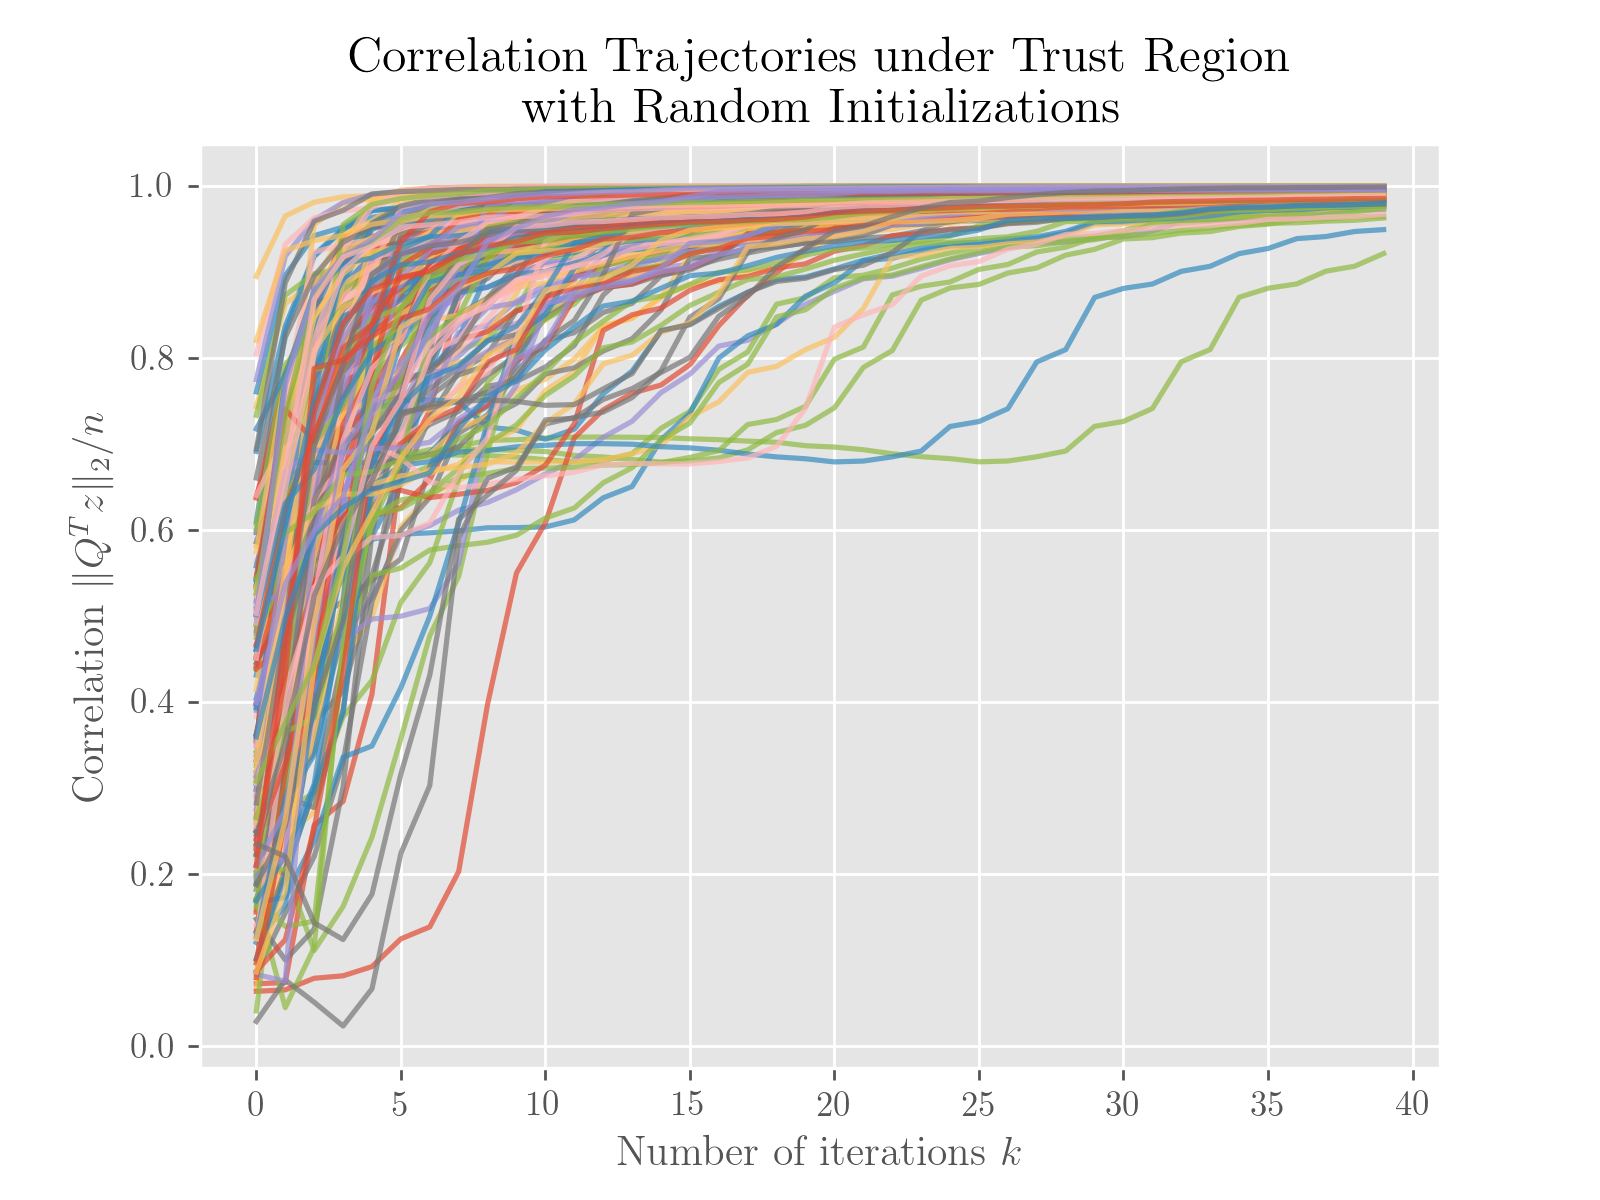 Correlation Trajectories under Trust Region
with Random Initializations
1.0
0.8
0.6
0.4
0.2
0.0
Correlation ∥Q^T z∥_2/n
0 5 10 15 20 25 30 35 40
Number of iterations k